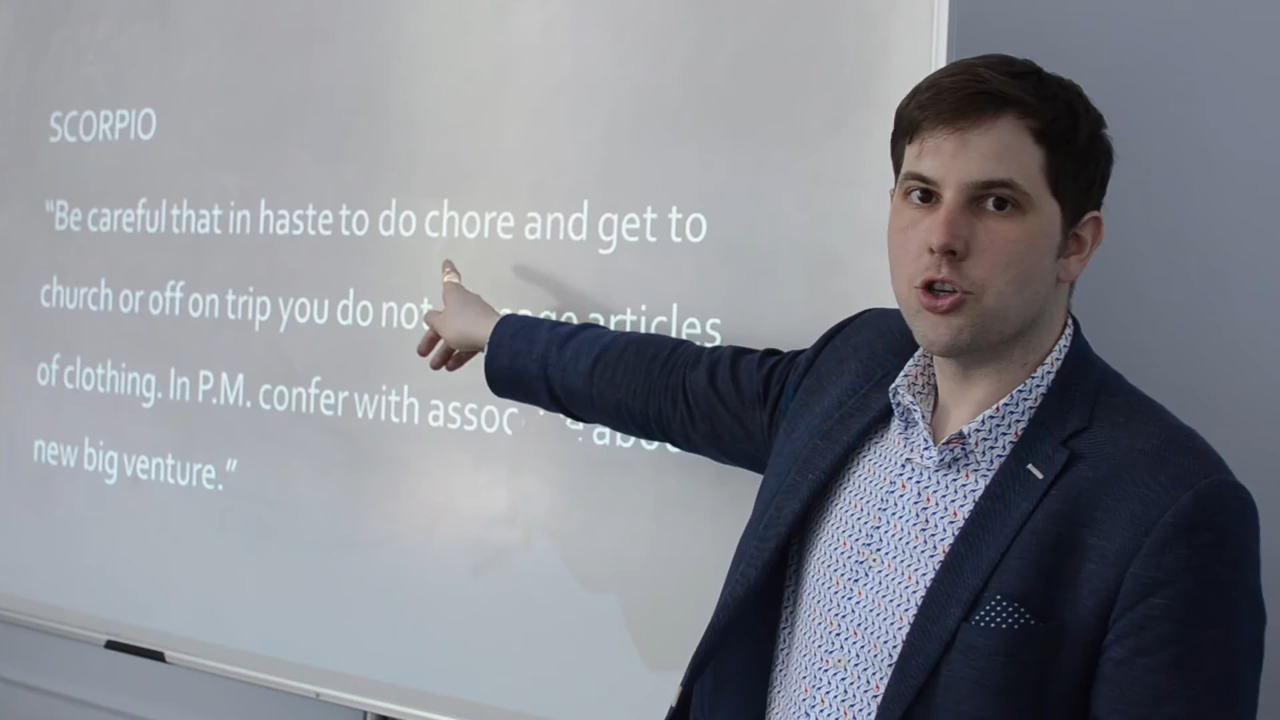 SCORPIO
“Be careful that in haste to do chore and get to
church or off on trip you do not articles
of clothing. In P.M. confer with
new big venture.”